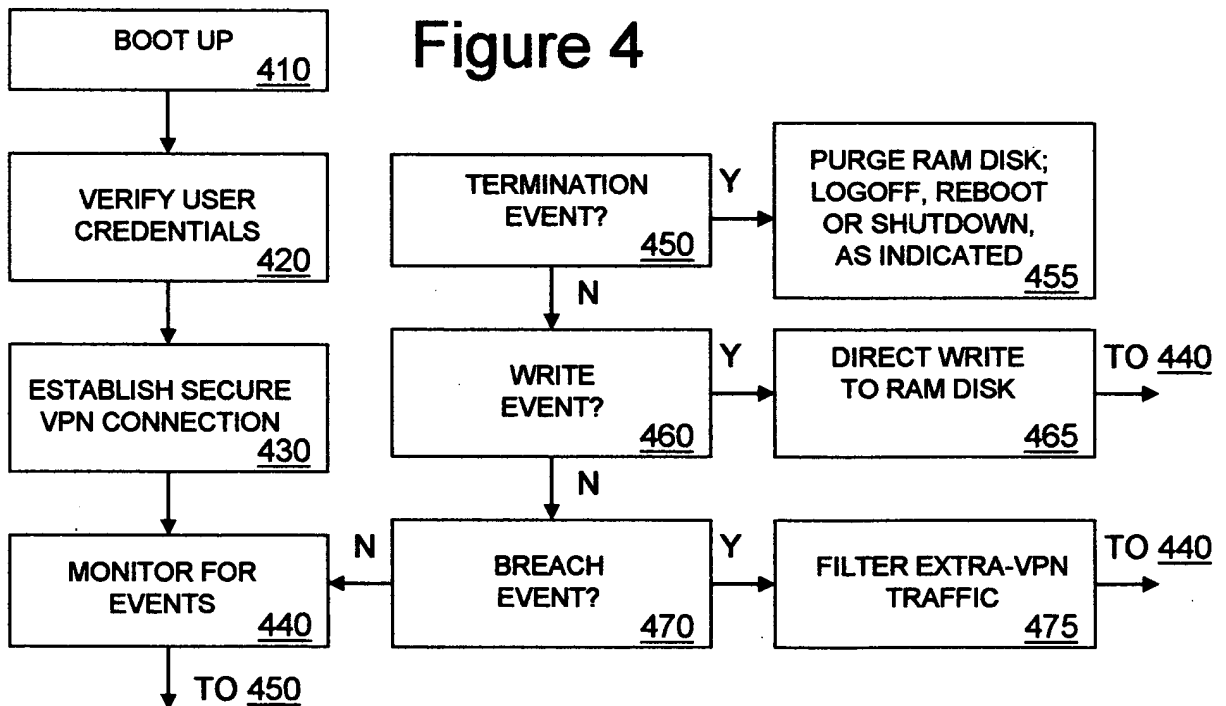 Figure 4
BOOT UP
410
VERIFY USER
CREDENTIALS
420
ESTABLISH SECURE
VPN CONNECTION
430
MONITOR FOR
EVENTS
440
TO 450
TERMINATION
EVENT?
450
Y
PURGE RAM DISK;
LOGOFF, REBOOT
OR SHUTDOWN,
AS INDICATED
455
N
WRITE
EVENT?
460
Y
DIRECT WRITE
TO RAM DISK
465
TO 440
N
BREACH
EVENT?
470
N
Y
FILTER EXTRA-VPN
TRAFFIC
475
TO 440